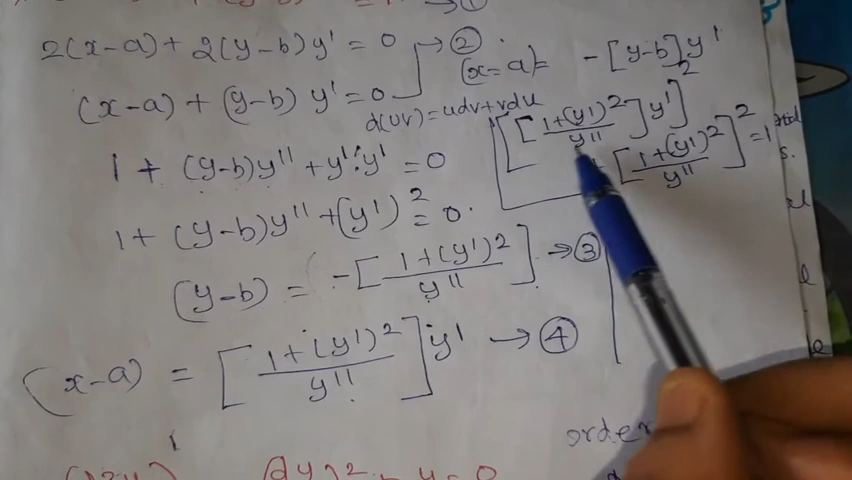 2(x-a) + 2(y-b)y' = 0 → ②
(x-a) + (y-b) y' = 0
d(uv) = udv+vdu
1 + (y-b)y'' + y'·y' = 0
1 + (y-b)y'' + (y')² = 0.
(y-b) = -[1+(y')²/y''] → ③
(x-a) = [1+(y')²/y'']y' → ④
(x-a) = -[y-b]y'
[[1+(y')²/y'']y']²
[1+(y')²/y'']² = 1
order